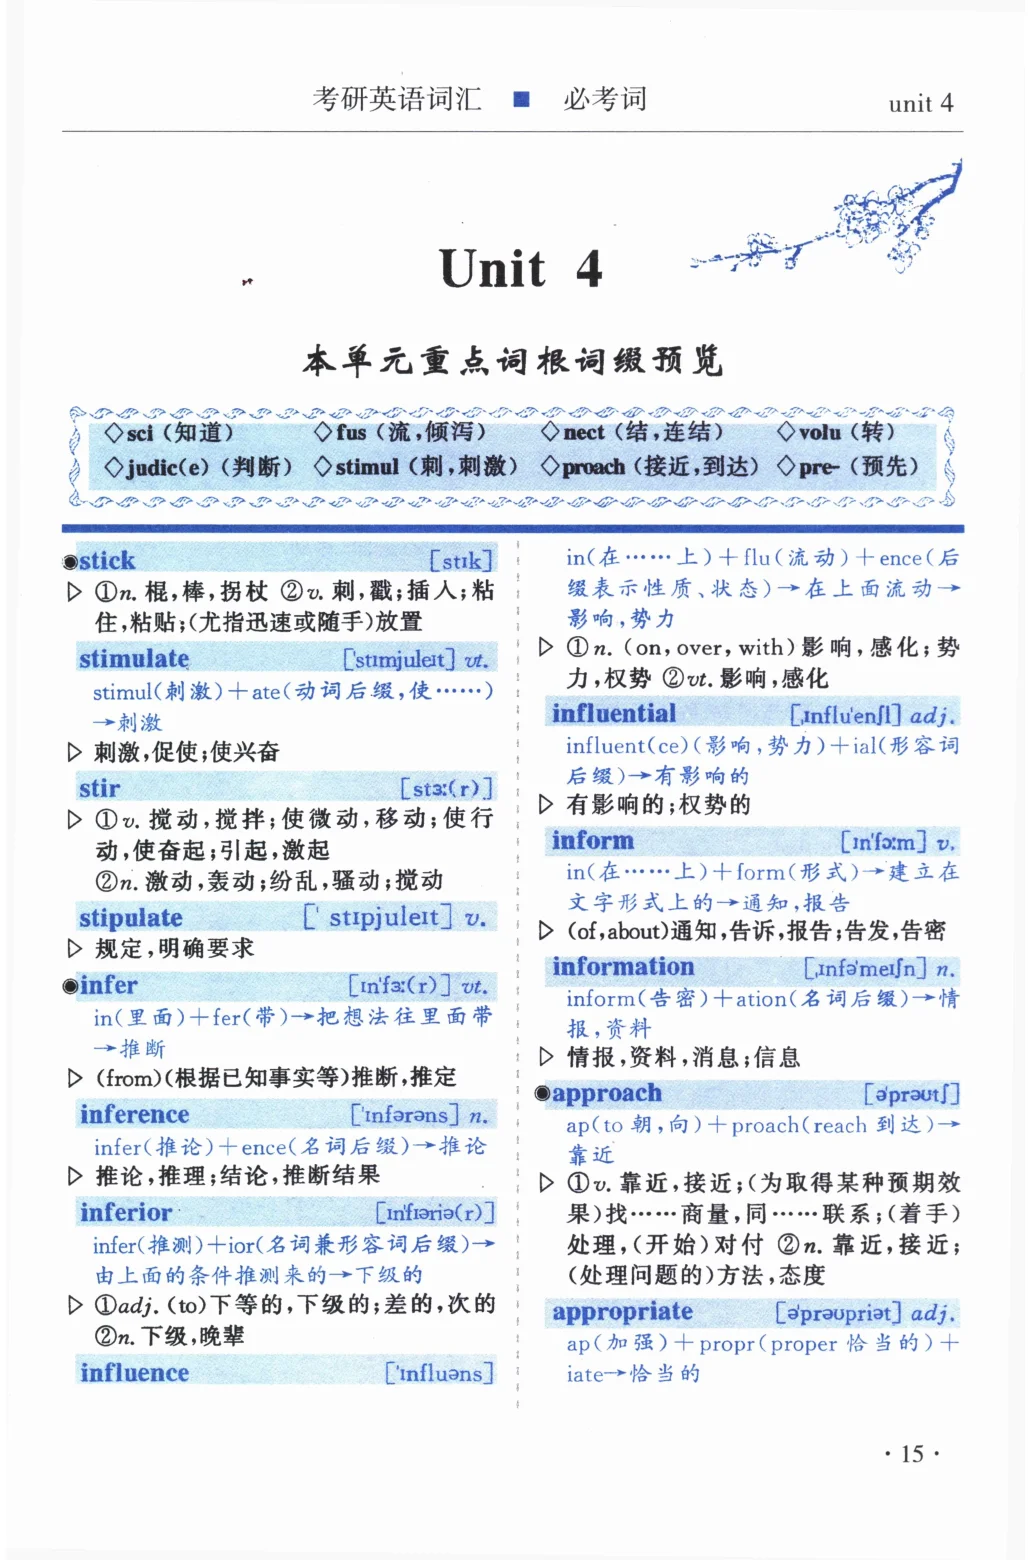 考研英语词汇 ■ 必考词 unit 4
Unit 4
本单元重点词根词缀预览
◇sci (知道) ◇fus (流,倾泻) ◇nect (结,连结) ◇volu (转)
◇judic(e) (判断) ◇stimul (刺,刺激) ◇proach (接近,到达) ◇pre- (预先)
◉stick [stɪk]
▷ ①n. 棍,棒,拐杖 ②v. 刺,戳;插入;粘
住,粘贴;(尤指迅速或随手)放置
stimulate ['stɪmjuleɪt] vt.
stimul(刺激)+ate(动词后缀,使……)
→刺激
▷ 刺激,促使;使兴奋
stir [stɜː(r)]
▷ ①v. 搅动,搅拌;使微动,移动;使行
动,使奋起;引起,激起
②n. 激动,轰动;纷乱,骚动;搅动
stipulate [' stɪpjuleɪt] v.
▷ 规定,明确要求
◉infer [ɪn'fɜː(r)] vt.
in(里面)+fer(带)→把想法往里面带
→推断
▷ (from)(根据已知事实等)推断,推定
inference ['ɪnfərəns] n.
infer(推论)+ence(名词后缀)→推论
▷ 推论,推理;结论,推断结果
inferior [ɪn'fɪəriə(r)]
infer(推测)+ior(名词兼形容词后缀)→
由上面的条件推测来的→下级的
▷ ①adj. (to)下等的,下级的;差的,次的
②n. 下级,晚辈
influence ['ɪnfluəns]
in(在……上)+flu(流动)+ence(后
缀表示性质、状态)→在上面流动→
影响,势力
▷ ①n. (on, over, with)影响,感化;势
力,权势 ②vt. 影响,感化
influential [ˌɪnflu'enʃl] adj.
influent(ce)(影响,势力)+ial(形容词
后缀)→有影响的
▷ 有影响的;权势的
inform [ɪn'fɔːm] v.
in(在……上)+form(形式)→建立在
文字形式上的→通知,报告
▷ (of,about)通知,告诉,报告;告发,告密
information [ˌɪnfə'meɪʃn] n.
inform(告密)+ation(名词后缀)→情
报,资料
▷ 情报,资料,消息;信息
◉approach [ə'prəʊtʃ]
ap(to 朝,向)+proach(reach 到达)→
靠近
▷ ①v. 靠近,接近;(为取得某种预期效
果)找……商量,同……联系;(着手)
处理,(开始)对付 ②n. 靠近,接近;
(处理问题的)方法,态度
appropriate [ə'prəʊpriət] adj.
ap(加强)+propr(proper 恰当的)+
iate→恰当的
· 15 ·